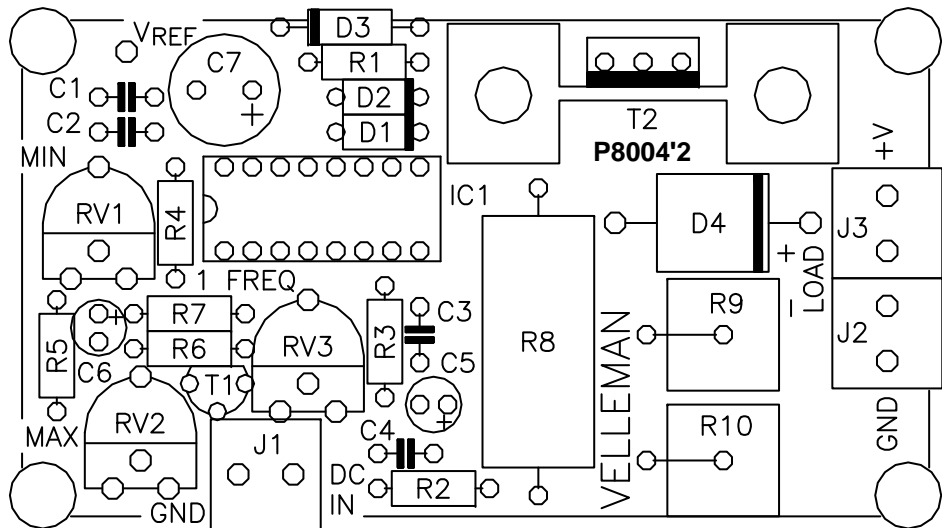 D3
VREF
C7
R1
C1
D2
C2
D1
T2
+V
P8004'2
MIN
RV1
R4
IC1
D4
J3
1
FREQ
+
LOAD
−
R7
R9
C3
R3
R5
R6
RV3
R8
J2
C6
C5
T1
VELLEMAN
MAX
RV2
J1
C4
R10
GND
DC
IN
R2
GND
+
+
+